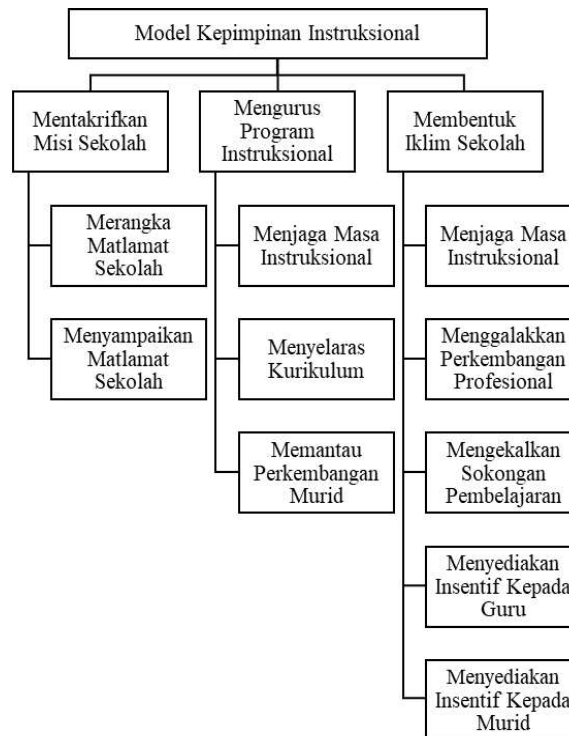 Model Kepimpinan Instruksional
Mentakrifkan
Misi Sekolah
Merangka
Matlamat
Sekolah
Menyampaikan
Matlamat
Sekolah
Mengurus
Program
Instruksional
Menjaga Masa
Instruksional
Menyelaras
Kurikulum
Memantau
Perkembangan
Murid
Membentuk
Iklim Sekolah
Menjaga Masa
Instruksional
Menggalakkan
Perkembangan
Profesional
Mengekalkan
Sokongan
Pembelajaran
Menyediakan
Insentif Kepada
Guru
Menyediakan
Insentif Kepada
Murid